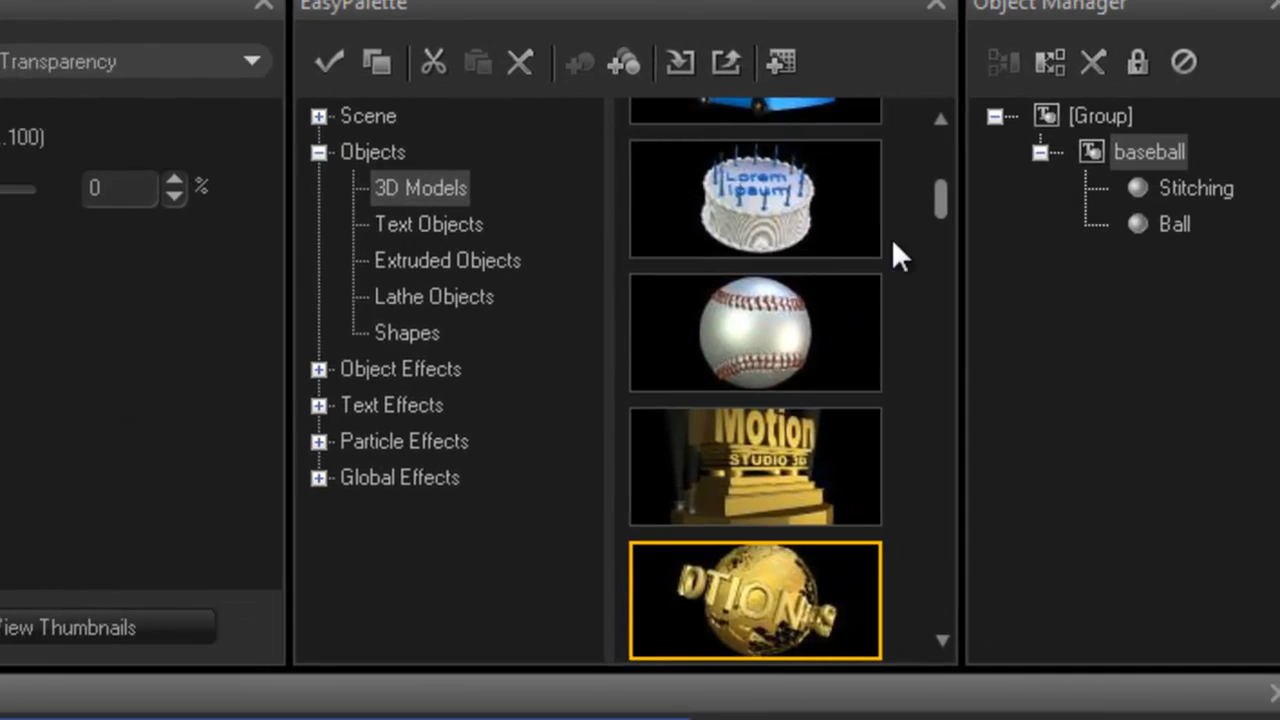 EasyPalette
Object Manager
Transparency
..100)
0
%
View Thumbnails
Scene
Objects
3D Models
Text Objects
Extruded Objects
Lathe Objects
Shapes
Object Effects
Text Effects
Particle Effects
Global Effects
Lorem
Ipsum
Motion
STUDIO 3D
[Group]
baseball
Stitching
Ball